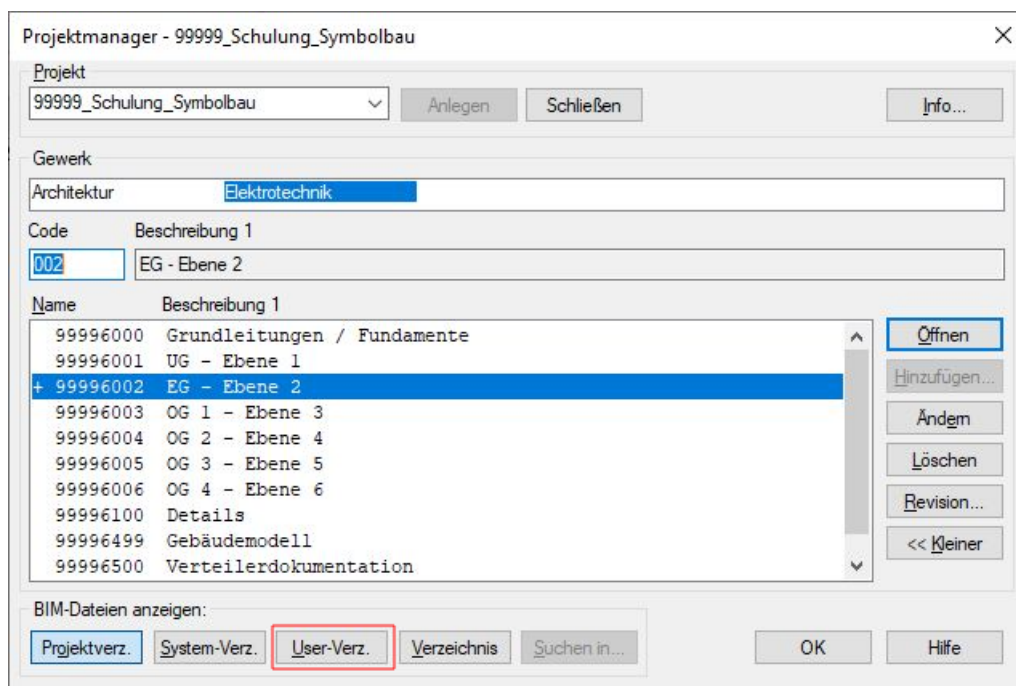 Projektmanager - 99999_Schulung_Symbolbau
Projekt
99999_Schulung_Symbolbau Anlegen Schließen Info...
Gewerk
Architektur Elektrotechnik
Code Beschreibung 1
002 EG - Ebene 2
Name Beschreibung 1
99996000 Grundleitungen / Fundamente
99996001 UG - Ebene 1
+ 99996002 EG - Ebene 2
99996003 OG 1 - Ebene 3
99996004 OG 2 - Ebene 4
99996005 OG 3 - Ebene 5
99996006 OG 4 - Ebene 6
99996100 Details
99996499 Gebäudemodell
99996500 Verteilerdokumentation
Öffnen
Hinzufügen...
Ändern
Löschen
Revision...
<< Kleiner
BIM-Dateien anzeigen:
Projektverz. System-Verz. User-Verz. Verzeichnis Suchen in... OK Hilfe